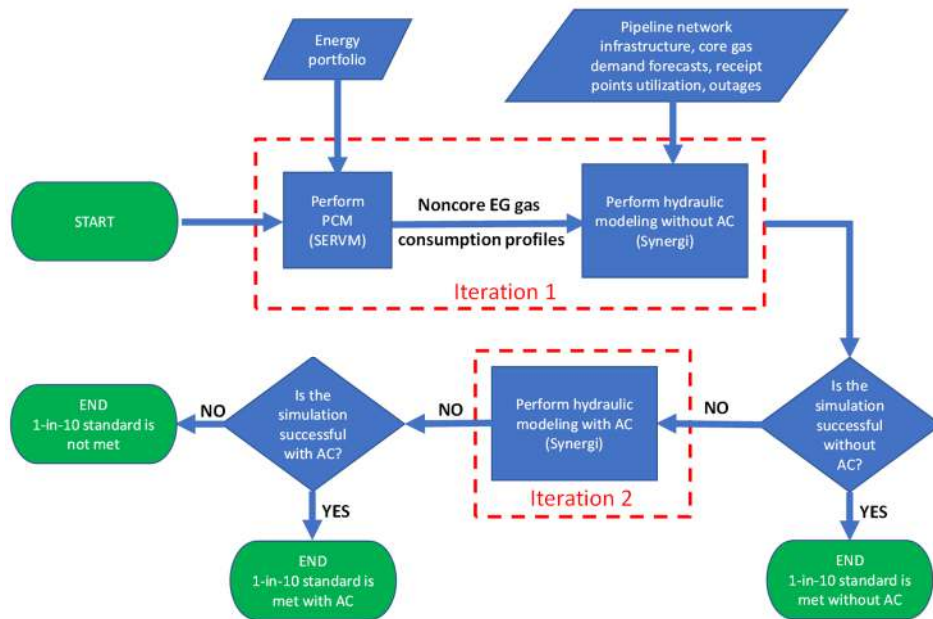 Energy
portfolio
Pipeline network
infrastructure, core gas
demand forecasts, receipt
points utilization, outages
START
Perform
PCM
(SERVM)
Noncore EG gas
consumption profiles
Perform hydraulic
modeling without AC
(Synergi)
Iteration 1
Is the
simulation
successful
without
AC?
NO
YES
END
1-in-10 standard is
met without AC
Perform hydraulic
modeling with AC
(Synergi)
Iteration 2
NO
Is the
simulation
successful
with AC?
NO
END
1-in-10 standard is
not met
YES
END
1-in-10 standard is
met with AC